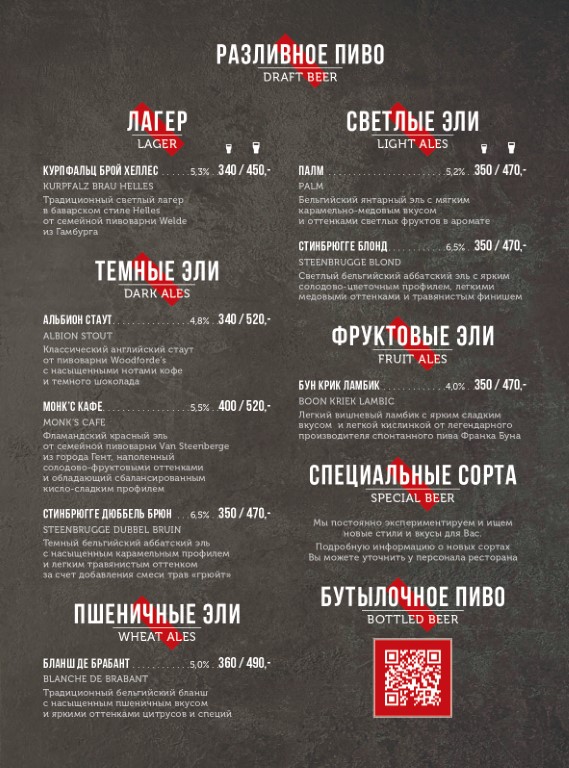 РАЗЛИВНОЕ ПИВО
DRAFT BEER
ЛАГЕР
LAGER
КУРПФАЛЬЦ БРОЙ ХЕЛЛЕС 5,3% 340 / 450,-
KURPFALZ BRAU HELLES
Традиционный светлый лагер
в баварском стиле Helles
от семейной пивоварни Welde
из Гамбурга
ТЕМНЫЕ ЭЛИ
DARK ALES
АЛЬБИОН СТАУТ 4,8% 340 / 520,-
ALBION STOUT
Классический английский стаут
от пивоварни Woodforde's
с насыщенными нотами кофе
и темного шоколада
МОНК'С КАФЕ 5,5% 400 / 520,-
MONK'S CAFE
Фламандский красный эль
от семейной пивоварни Van Steenberge
из города Гент, наполенный
солодово-фруктовыми оттенками
и обладающий сбалансированным
кисло-сладким профилем
СТИНБРЮГГЕ ДЮББЕЛЬ БРЮН 6,5% 350 / 470,-
STEENBRUGGE DUBBEL BRUIN
Темный бельгийский аббатский эль
с насыщенным карамельным профилем
и легким травянистым оттенком
за счет добавления смеси трав «грюйт»
ПШЕНИЧНЫЕ ЭЛИ
WHEAT ALES
БЛАНШ ДЕ БРАБАНТ 5,0% 360 / 490,-
BLANCHE DE BRABANT
Традиционный бельгийский бланш
с насыщенным пшеничным вкусом
и яркими оттенками цитрусов и специй
СВЕТЛЫЕ ЭЛИ
LIGHT ALES
ПАЛМ 5,2% 350 / 470,-
PALM
Бельгийский янтарный эль с мягким
карамельно-медовым вкусом
и оттенками светлых фруктов в аромате
СТИНБРЮГГЕ БЛОНД 6,5% 350 / 470,-
STEENBRUGGE BLOND
Светлый бельгийский аббатский эль с ярким
солодово-цветочным профилем, легкими
медовыми оттенками и травянистым финишем
ФРУКТОВЫЕ ЭЛИ
FRUIT ALES
БУН КРИК ЛАМБИК 4,0% 350 / 470,-
BOON KRIEK LAMBIC
Легкий вишневый ламбик с ярким сладким
вкусом и легкой кислинкой от легендарного
производителя спонтанного пива Франка Буна
СПЕЦИАЛЬНЫЕ СОРТА
SPECIAL BEER
Мы постоянно экспериментируем и ищем
новые стили и вкусы для Вас.
Подробную информацию о новых сортах
Вы можете уточнить у персонала ресторана
БУТЫЛОЧНОЕ ПИВО
BOTTLED BEER